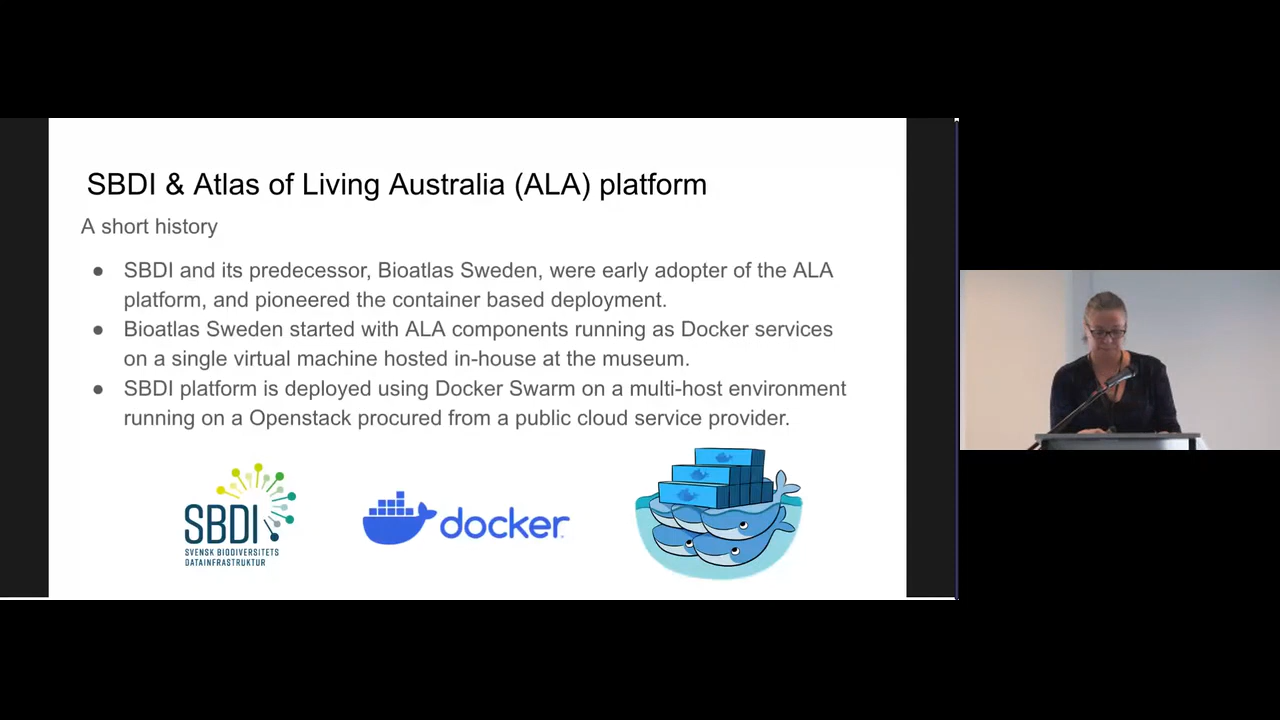 SBDI & Atlas of Living Australia (ALA) platform
A short history
● SBDI and its predecessor, Bioatlas Sweden, were early adopter of the ALA
platform, and pioneered the container based deployment.
● Bioatlas Sweden started with ALA components running as Docker services
on a single virtual machine hosted in-house at the museum.
● SBDI platform is deployed using Docker Swarm on a multi-host environment
running on a Openstack procured from a public cloud service provider.
SBDI
SVENSK BIODIVERSITETS
DATAINFRASTRUKTUR
docker